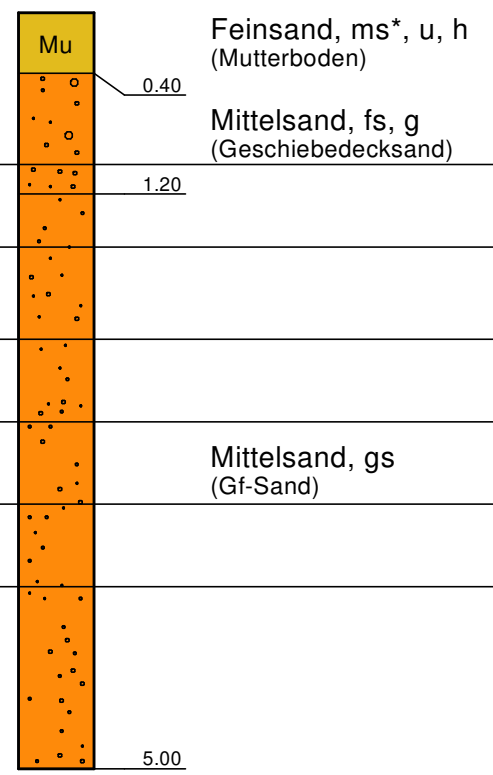 Mu
Feinsand, ms*, u, h
(Mutterboden)
0.40
Mittelsand, fs, g
(Geschiebedecksand)
1.20
Mittelsand, gs
(Gf-Sand)
5.00